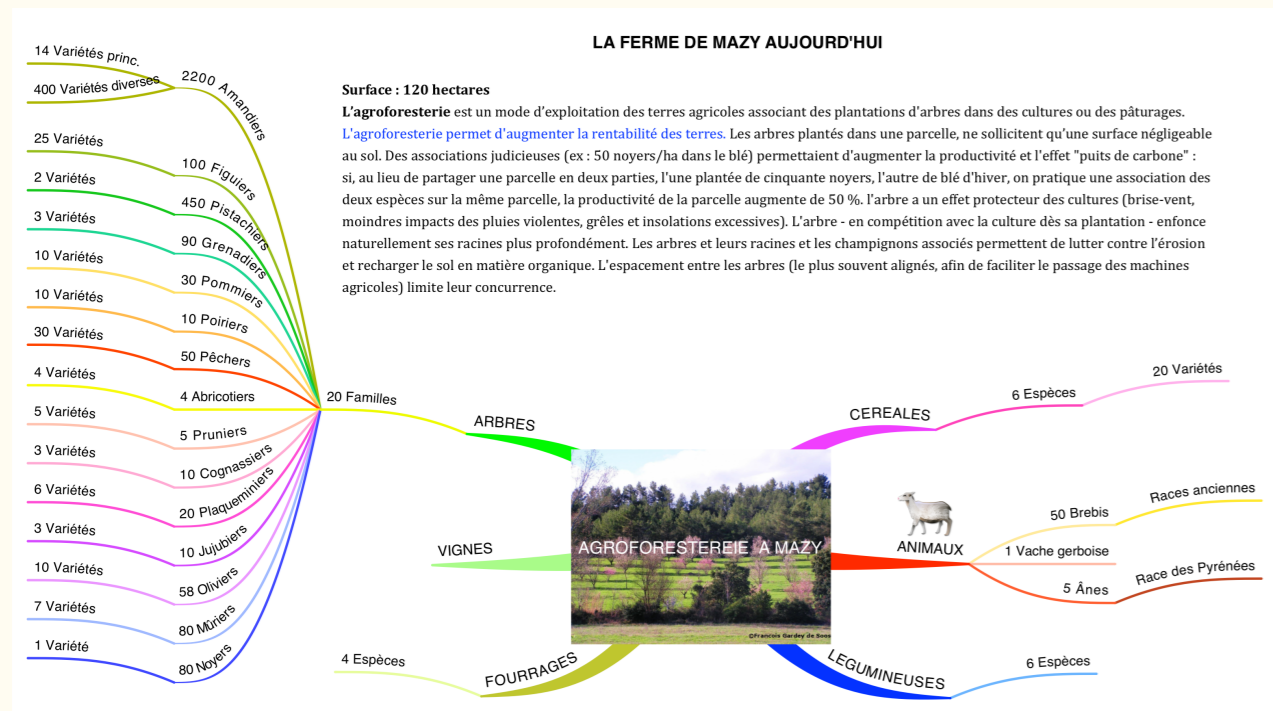 LA FERME DE MAZY AUJOURD'HUI
Surface : 120 hectares
L’agroforesterie est un mode d’exploitation des terres agricoles associant des plantations d'arbres dans des cultures ou des pâturages.
L'agroforesterie permet d'augmenter la rentabilité des terres. Les arbres plantés dans une parcelle, ne sollicitent qu'une surface négligeable
au sol. Des associations judicieuses (ex : 50 noyers/ha dans le blé) permettaient d'augmenter la productivité et l'effet "puits de carbone" :
si, au lieu de partager une parcelle en deux parties, l'une plantée de cinquante noyers, l'autre de blé d'hiver, on pratique une association des
deux espèces sur la même parcelle, la productivité de la parcelle augmente de 50 %. l'arbre a un effet protecteur des cultures (brise-vent,
moindres impacts des pluies violentes, grêles et insolations excessives). L'arbre - en compétition avec la culture dès sa plantation - enfonce
naturellement ses racines plus profondément. Les arbres et leurs racines et les champignons associés permettent de lutter contre l’érosion
et recharger le sol en matière organique. L'espacement entre les arbres (le plus souvent alignés, afin de faciliter le passage des machines
agricoles) limite leur concurrence.
14 Variétés princ.
400 Variétés diverses
2200 Amandiers
25 Variétés
100 Figuiers
2 Variétés
450 Pistachiers
3 Variétés
90 Grenadiers
10 Variétés
30 Pommiers
10 Variétés
10 Poiriers
30 Variétés
50 Pêchers
4 Variétés
4 Abricotiers
5 Variétés
5 Pruniers
3 Variétés
10 Cognassiers
6 Variétés
20 Plaqueminiers
3 Variétés
10 Jujubiers
10 Variétés
58 Oliviers
7 Variétés
80 Mûriers
1 Variété
80 Noyers
20 Familles
ARBRES
VIGNES
4 Espèces
FOURRAGES
AGROFORESTEREIE A MAZY
©Francois Gardey de Soos
CEREALES
6 Espèces
20 Variétés
ANIMAUX
50 Brebis
Races anciennes
1 Vache gerboise
5 Ânes
Race des Pyrénées
LEGUMINEUSES
6 Espèces